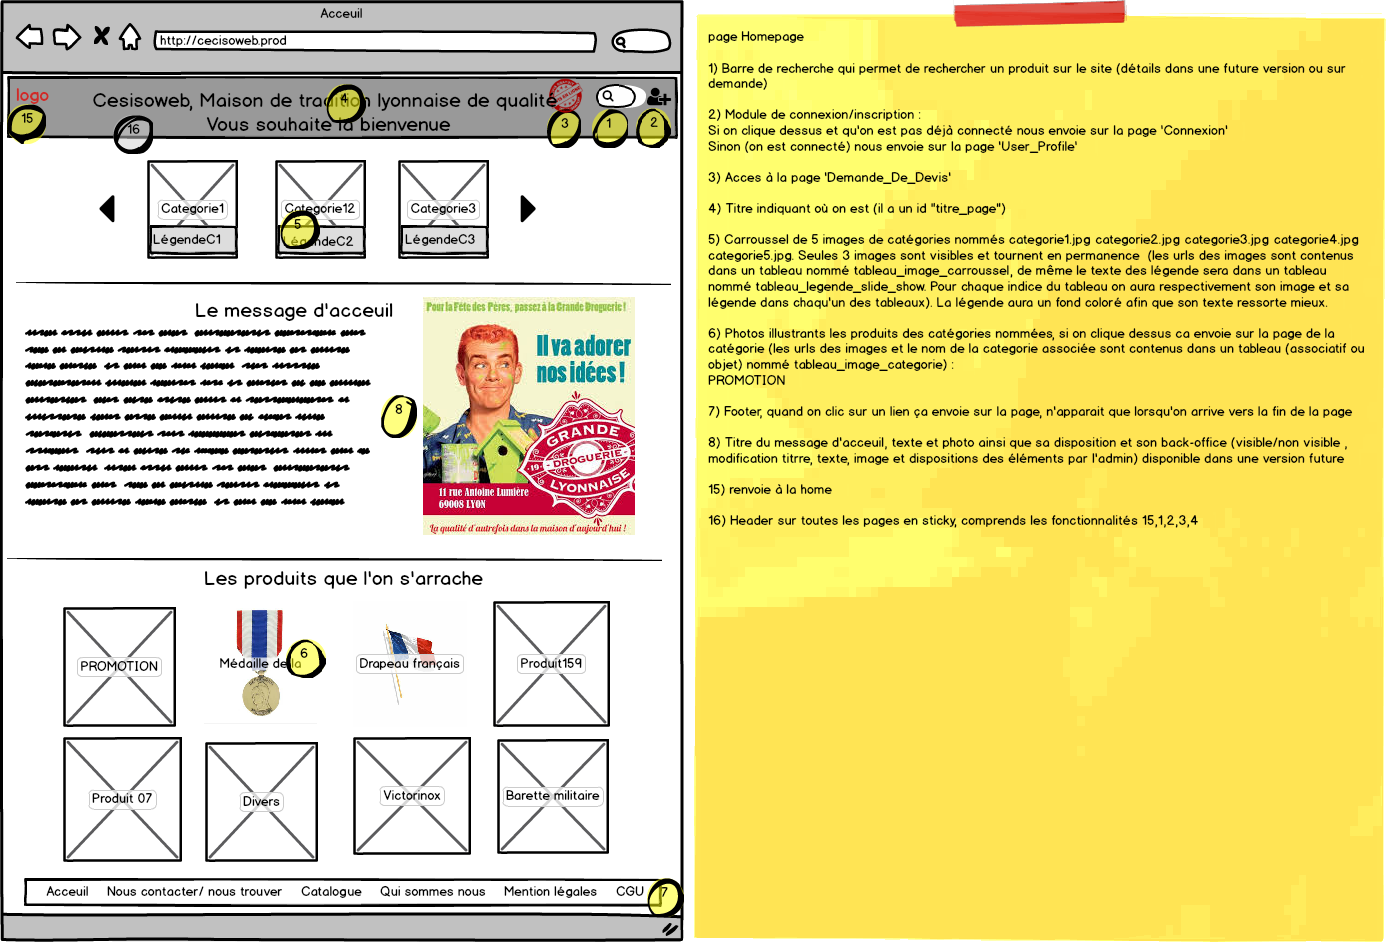 Acceuil
http://cecisoweb.prod
logo
Cesisoweb, Maison de tradition lyonnaise de qualité
Vous souhaite la bienvenue
15
16
4
3
1
2
Categorie1
Categorie12
Categorie3
5
LégendeC1
LégendeC2
LégendeC3
Le message d'acceuil
8
Pour la Fête des Pères, passez à la Grande Droguerie !
Il va adorer
nos idées !
GRANDE
-19-
DROGUERIE
LYONNAISE
11 rue Antoine Lumière
69008 LYON
La qualité d'autrefois dans la maison d'aujourd'hui !
Les produits que l'on s'arrache
PROMOTION
Médaille de la
6
Drapeau français
Produit159
Produit 07
Divers
Victorinox
Barette militaire
Acceuil Nous contacter/ nous trouver Catalogue Qui sommes nous Mention légales CGU
7
page Homepage
1) Barre de recherche qui permet de rechercher un produit sur le site (détails dans une future version ou sur
demande)
2) Module de connexion/inscription :
Si on clique dessus et qu'on est pas déjà connecté nous envoie sur la page 'Connexion'
Sinon (on est connecté) nous envoie sur la page 'User_Profile'
3) Acces à la page 'Demande_De_Devis'
4) Titre indiquant où on est (il a un id "titre_page")
5) Carroussel de 5 images de catégories nommés categorie1.jpg categorie2.jpg categorie3.jpg categorie4.jpg
categorie5.jpg. Seules 3 images sont visibles et tournent en permanence (les urls des images sont contenus
dans un tableau nommé tableau_image_carroussel, de même le texte des légende sera dans un tableau
nommé tableau_legende_slide_show. Pour chaque indice du tableau on aura respectivement son image et sa
légende dans chaqu'un des tableaux). La légende aura un fond coloré afin que son texte ressorte mieux.
6) Photos illustrants les produits des catégories nommées, si on clique dessus ca envoie sur la page de la
catégorie (les urls des images et le nom de la categorie associée sont contenus dans un tableau (associatif ou
objet) nommé tableau_image_categorie) :
PROMOTION
7) Footer, quand on clic sur un lien ça envoie sur la page, n'apparait que lorsqu'on arrive vers la fin de la page
8) Titre du message d'acceuil, texte et photo ainsi que sa disposition et son back-office (visible/non visible ,
modification titrre, texte, image et dispositions des éléments par l'admin) disponible dans une version future
15) renvoie à la home
16) Header sur toutes les pages en sticky, comprends les fonctionnalités 15,1,2,3,4